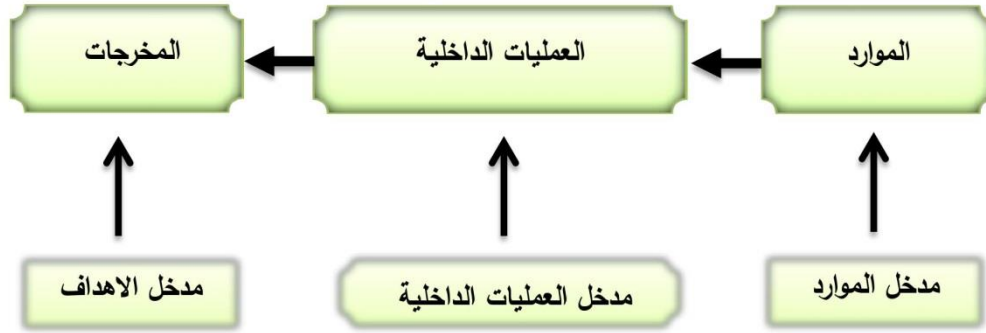 الموارد
العمليات الداخلية
المخرجات
مدخل الموارد
مدخل العمليات الداخلية
مدخل الاهداف